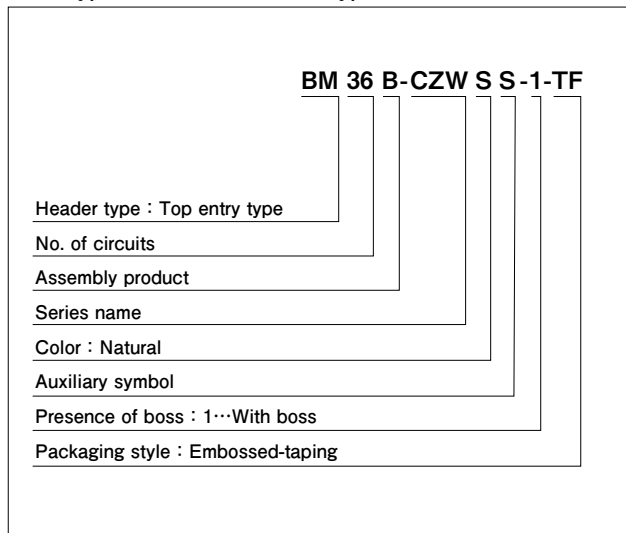 BM 36 B-CZW S S -1-TF
Header type : Top entry type
No. of circuits
Assembly product
Series name
Color : Natural
Auxiliary symbol
Presence of boss : 1…With boss
Packaging style : Embossed-taping